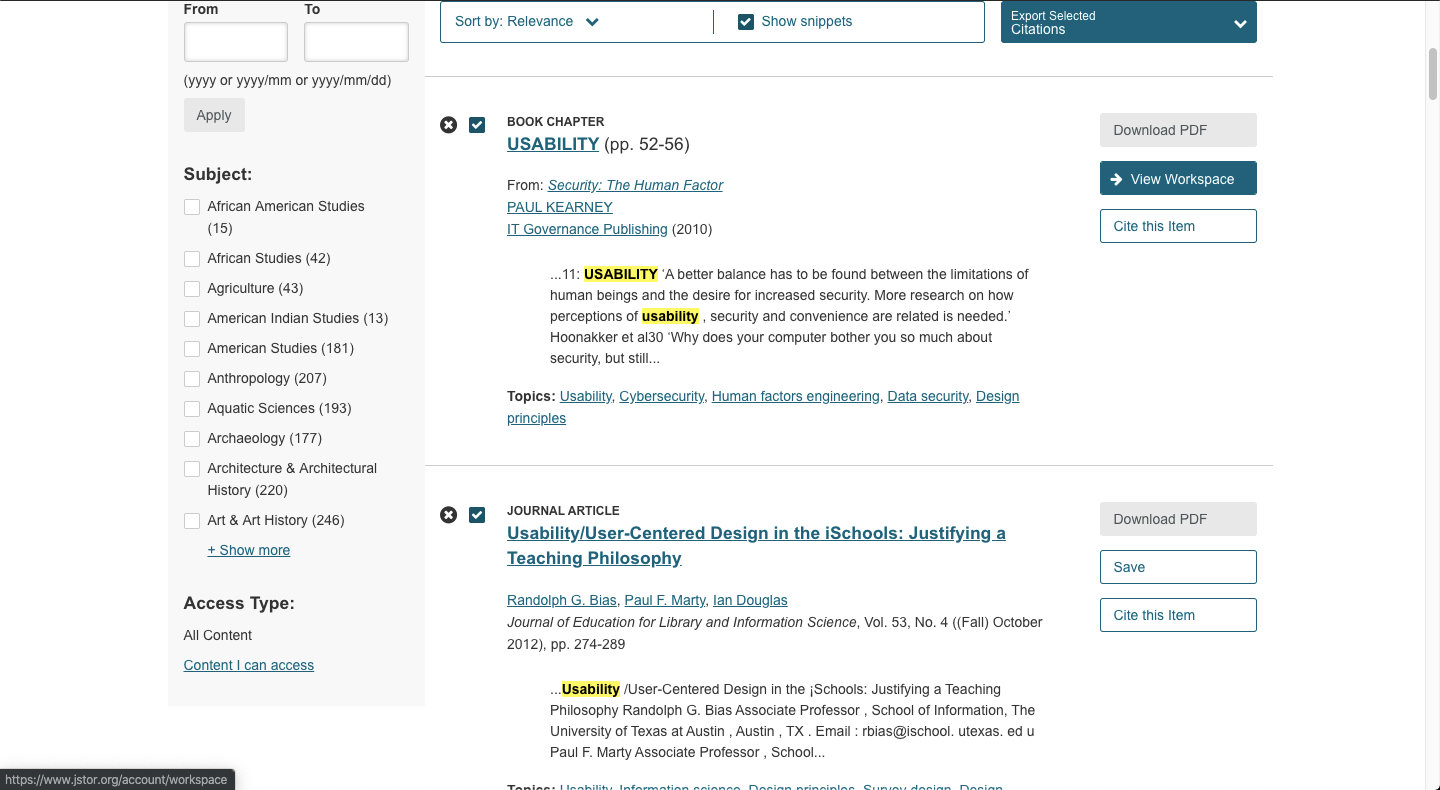 From To
(yyyy or yyyy/mm or yyyy/mm/dd)
Apply
Subject:
African American Studies
(15)
African Studies (42)
Agriculture (43)
American Indian Studies (13)
American Studies (181)
Anthropology (207)
Aquatic Sciences (193)
Archaeology (177)
Architecture & Architectural
History (220)
Art & Art History (246)
+ Show more
Access Type:
All Content
Content I can access
Sort by: Relevance
Show snippets
Export Selected
Citations
BOOK CHAPTER
USABILITY (pp. 52-56)
From: Security: The Human Factor
PAUL KEARNEY
IT Governance Publishing (2010)
...11: USABILITY ‘A better balance has to be found between the limitations of
human beings and the desire for increased security. More research on how
perceptions of usability , security and convenience are related is needed.’
Hoonakker et al30 ‘Why does your computer bother you so much about
security, but still...
Topics: Usability, Cybersecurity, Human factors engineering, Data security, Design
principles
Download PDF
View Workspace
Cite this Item
JOURNAL ARTICLE
Usability/User-Centered Design in the iSchools: Justifying a
Teaching Philosophy
Randolph G. Bias, Paul F. Marty, Ian Douglas
Journal of Education for Library and Information Science, Vol. 53, No. 4 ((Fall) October
2012), pp. 274-289
...Usability /User-Centered Design in the ¡Schools: Justifying a Teaching
Philosophy Randolph G. Bias Associate Professor , School of Information, The
University of Texas at Austin , Austin , TX . Email : rbias@ischool. utexas. ed u
Paul F. Marty Associate Professor , School...
Topics: Usability, Information science, Design principles, Survey design, Design
Download PDF
Save
Cite this Item
https://www.jstor.org/account/workspace